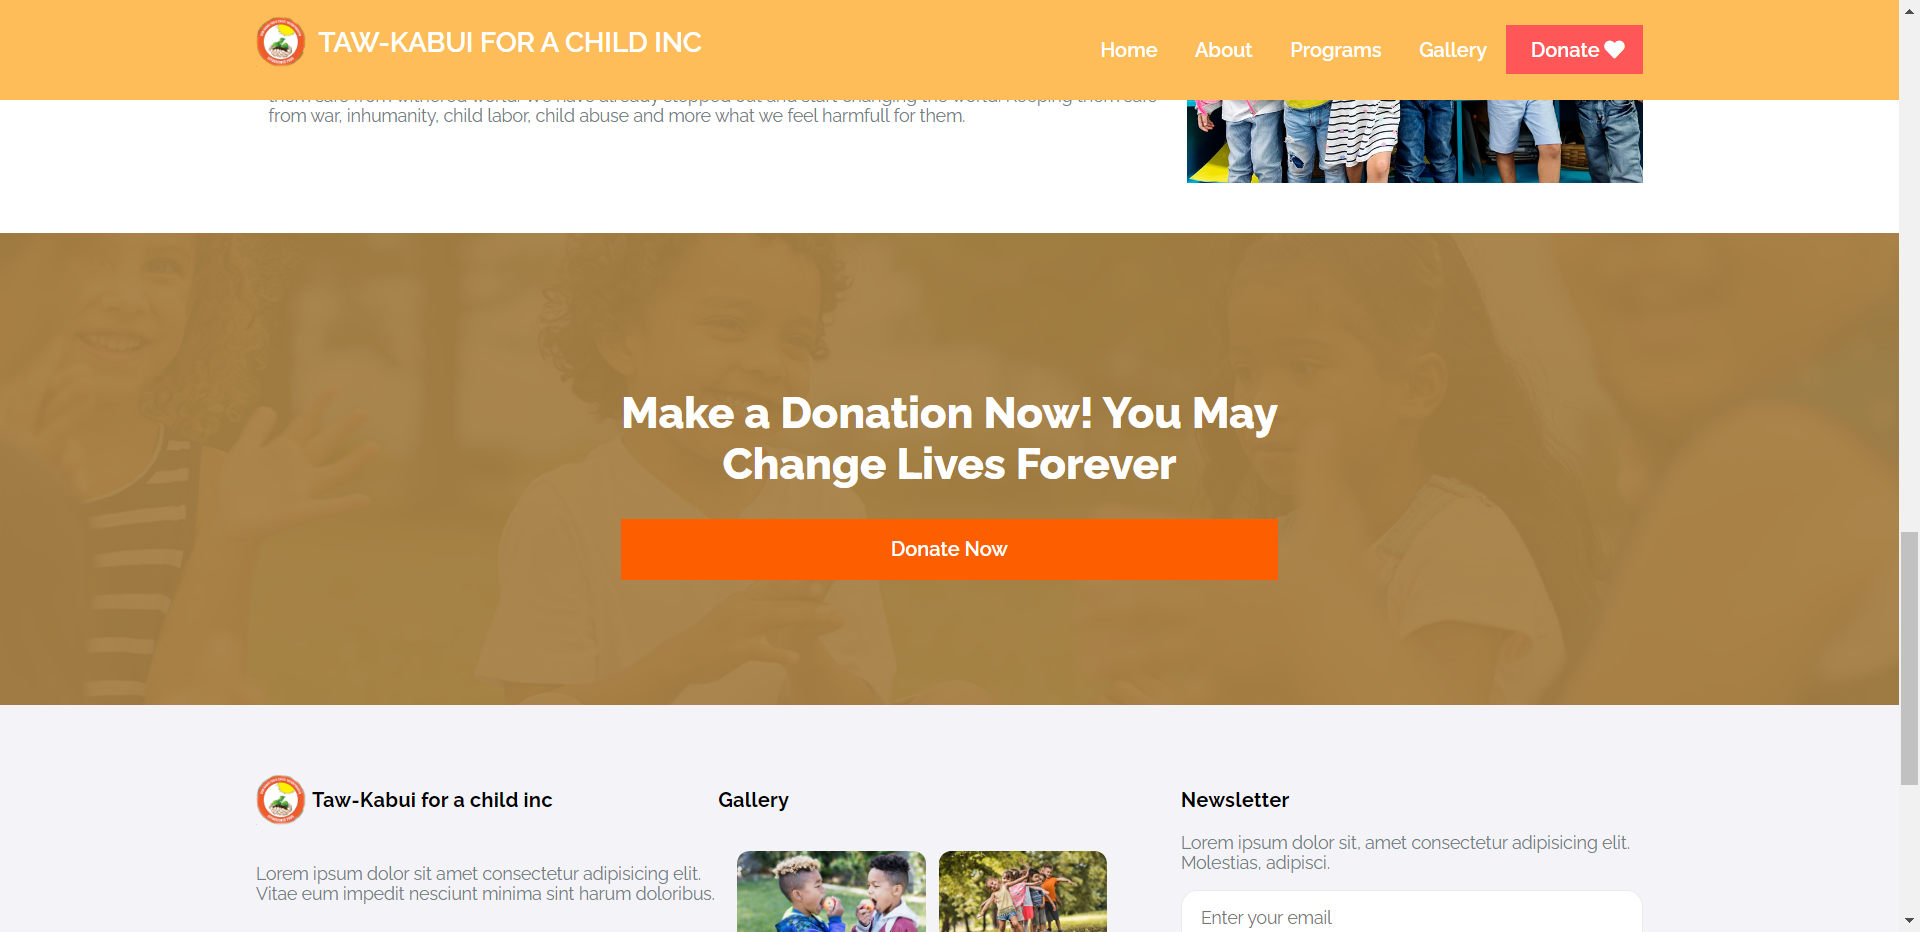 TAW-KABUI FOR A CHILD INC
Home
About
Programs
Gallery
Donate
from war, inhumanity, child labor, child abuse and more what we feel harmfull for them.
Make a Donation Now! You May
Change Lives Forever
Donate Now
Taw-Kabui for a child inc
Lorem ipsum dolor sit amet consectetur adipisicing elit.
Vitae eum impedit nesciunt minima sint harum doloribus.
Gallery
Newsletter
Lorem ipsum dolor sit, amet consectetur adipisicing elit.
Molestias, adipisci.
Enter your email